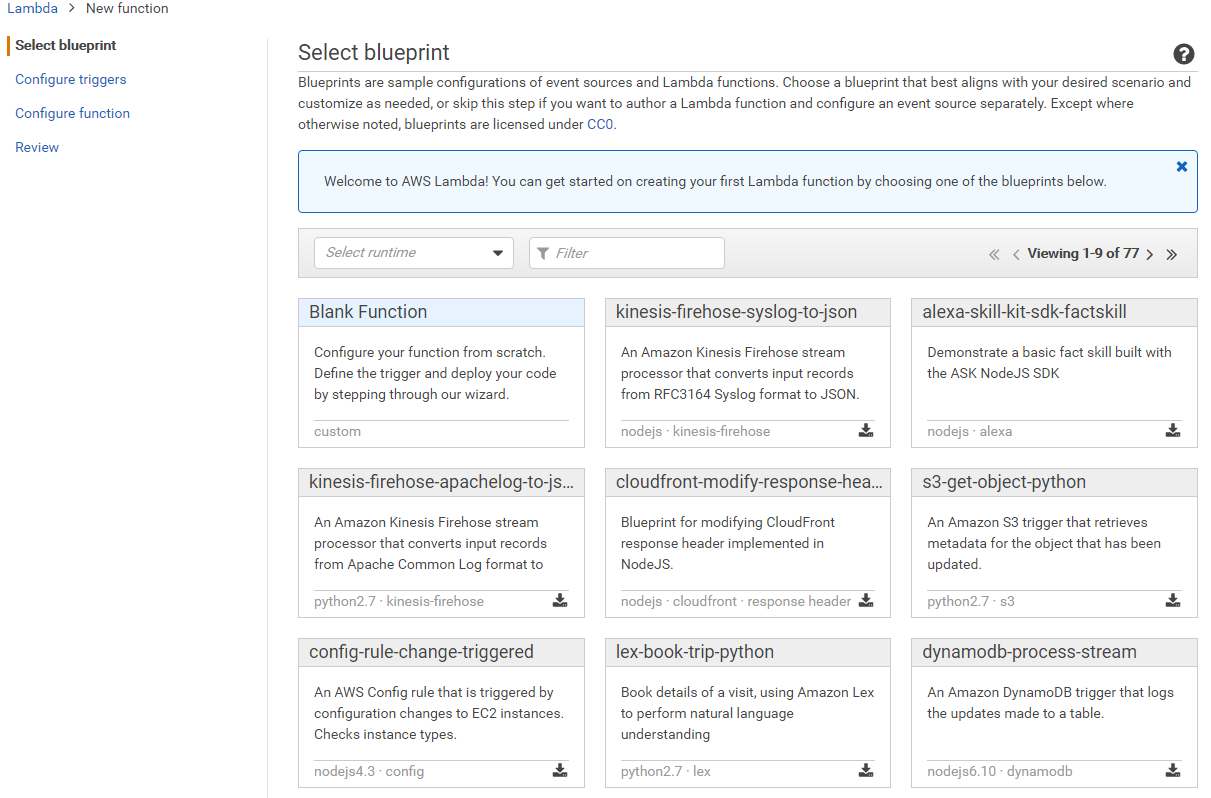 Lambda > New function
Select blueprint
Configure triggers
Configure function
Review
Select blueprint
Blueprints are sample configurations of event sources and Lambda functions. Choose a blueprint that best aligns with your desired scenario and
customize as needed, or skip this step if you want to author a Lambda function and configure an event source separately. Except where
otherwise noted, blueprints are licensed under CC0.
Welcome to AWS Lambda! You can get started on creating your first Lambda function by choosing one of the blueprints below.
Select runtime
Filter
« ‹ Viewing 1-9 of 77 › »
Blank Function
Configure your function from scratch.
Define the trigger and deploy your code
by stepping through our wizard.
custom
kinesis-firehose-syslog-to-json
An Amazon Kinesis Firehose stream
processor that converts input records
from RFC3164 Syslog format to JSON.
nodejs · kinesis-firehose
alexa-skill-kit-sdk-factskill
Demonstrate a basic fact skill built with
the ASK NodeJS SDK
nodejs · alexa
kinesis-firehose-apachelog-to-js...
An Amazon Kinesis Firehose stream
processor that converts input records
from Apache Common Log format to
python2.7 · kinesis-firehose
cloudfront-modify-response-hea...
Blueprint for modifying CloudFront
response header implemented in
NodeJS.
nodejs · cloudfront · response header
s3-get-object-python
An Amazon S3 trigger that retrieves
metadata for the object that has been
updated.
python2.7 · s3
config-rule-change-triggered
An AWS Config rule that is triggered by
configuration changes to EC2 instances.
Checks instance types.
nodejs4.3 · config
lex-book-trip-python
Book details of a visit, using Amazon Lex
to perform natural language
understanding
python2.7 · lex
dynamodb-process-stream
An Amazon DynamoDB trigger that logs
the updates made to a table.
nodejs6.10 · dynamodb